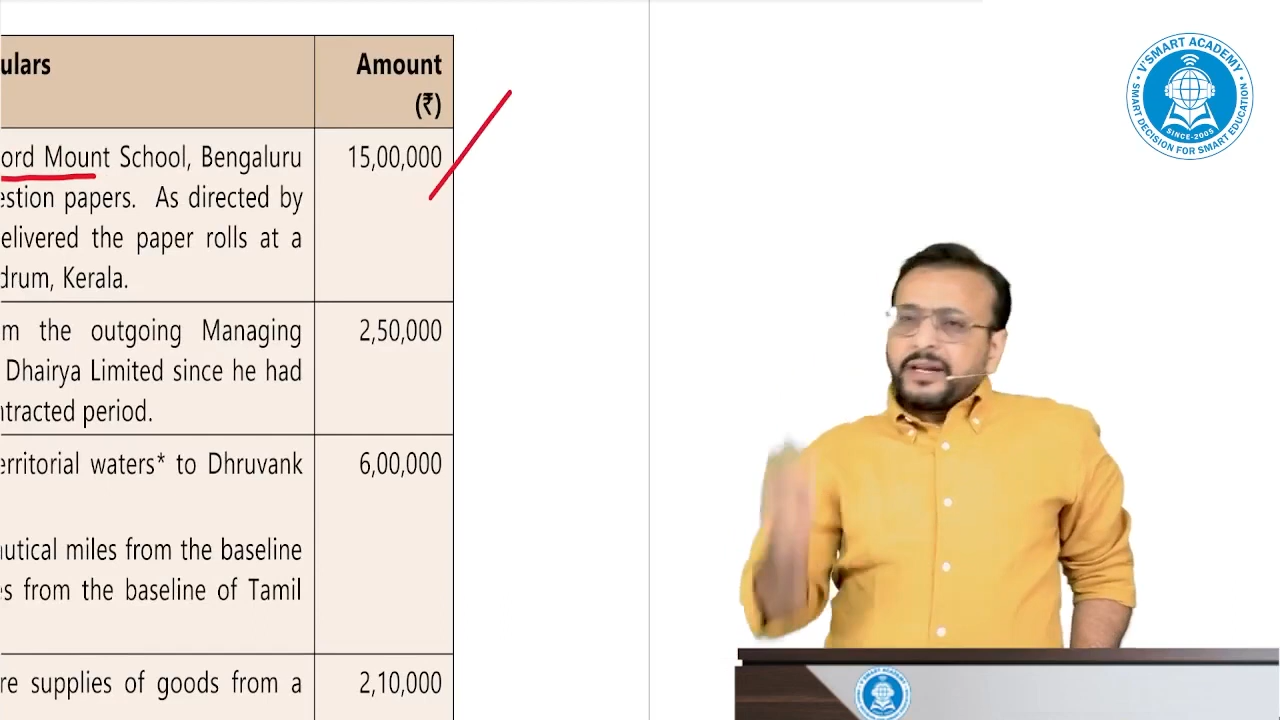 ulars
Amount
(₹)
ord Mount School, Bengaluru
15,00,000
estion papers. As directed by
elivered the paper rolls at a
drum, Kerala.
m the outgoing Managing
2,50,000
Dhairya Limited since he had
ntracted period.
erritorial waters* to Dhruvank
6,00,000
autical miles from the baseline
es from the baseline of Tamil
re supplies of goods from a
2,10,000
V'SMART ACADEMY
SMART DECISION FOR SMART EDUCATION
SINCE-2005